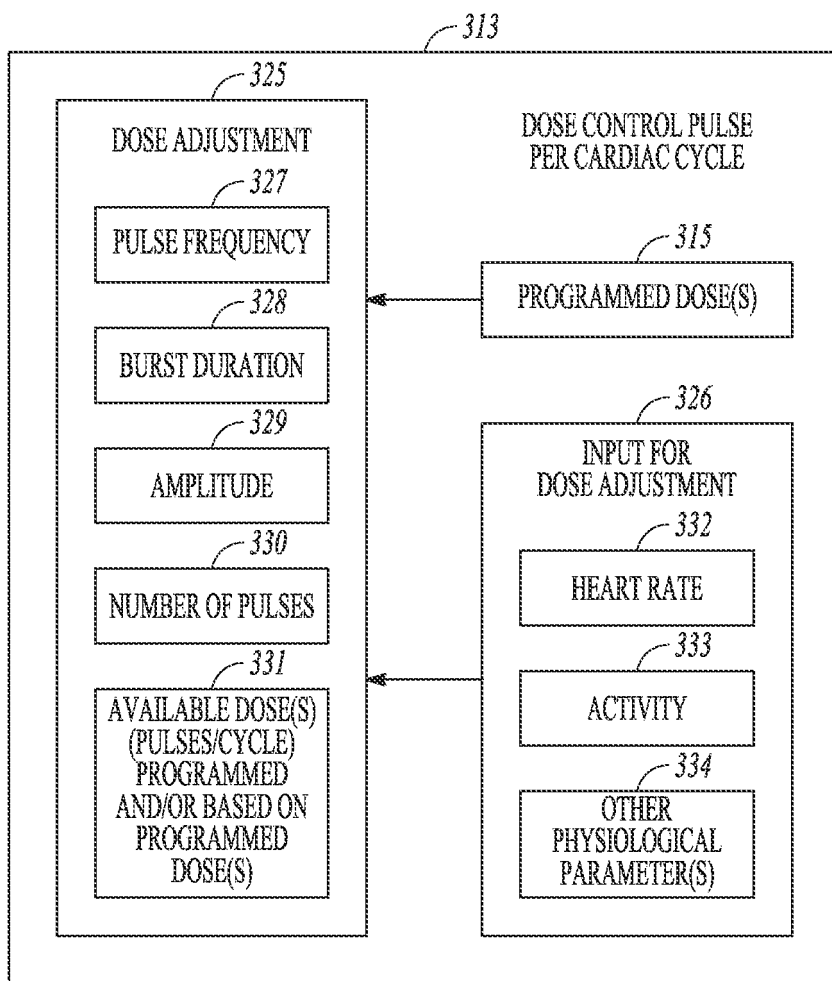 313
325
DOSE ADJUSTMENT
327
PULSE FREQUENCY
328
BURST DURATION
329
AMPLITUDE
330
NUMBER OF PULSES
331
AVAILABLE DOSE(S)
(PULSES/CYCLE)
PROGRAMMED
AND/OR BASED ON
PROGRAMMED
DOSE(S)
DOSE CONTROL PULSE
PER CARDIAC CYCLE
315
PROGRAMMED DOSE(S)
326
INPUT FOR
DOSE ADJUSTMENT
332
HEART RATE
333
ACTIVITY
334
OTHER
PHYSIOLOGICAL
PARAMETER(S)